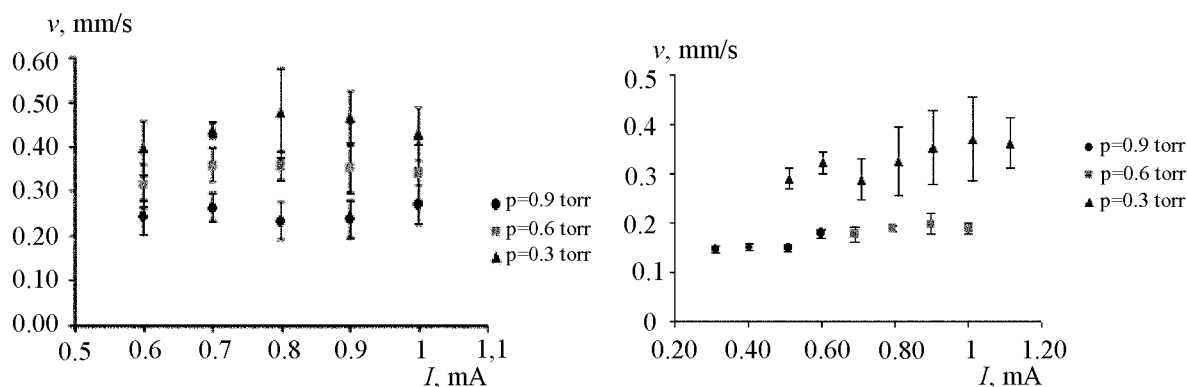 v, mm/s
0.60
0.50
0.40
0.30
0.20
0.10
0.00
0.5 0.6 0.7 0.8 0.9 1 1,1
I, mA
p=0.9 torr
p=0.6 torr
p=0.3 torr
v, mm/s
0.5
0.4
0.3
0.2
0.1
0
0.20 0.40 0.60 0.80 1 1.20
I, mA
p=0.9 torr
p=0.6 torr
p=0.3 torr